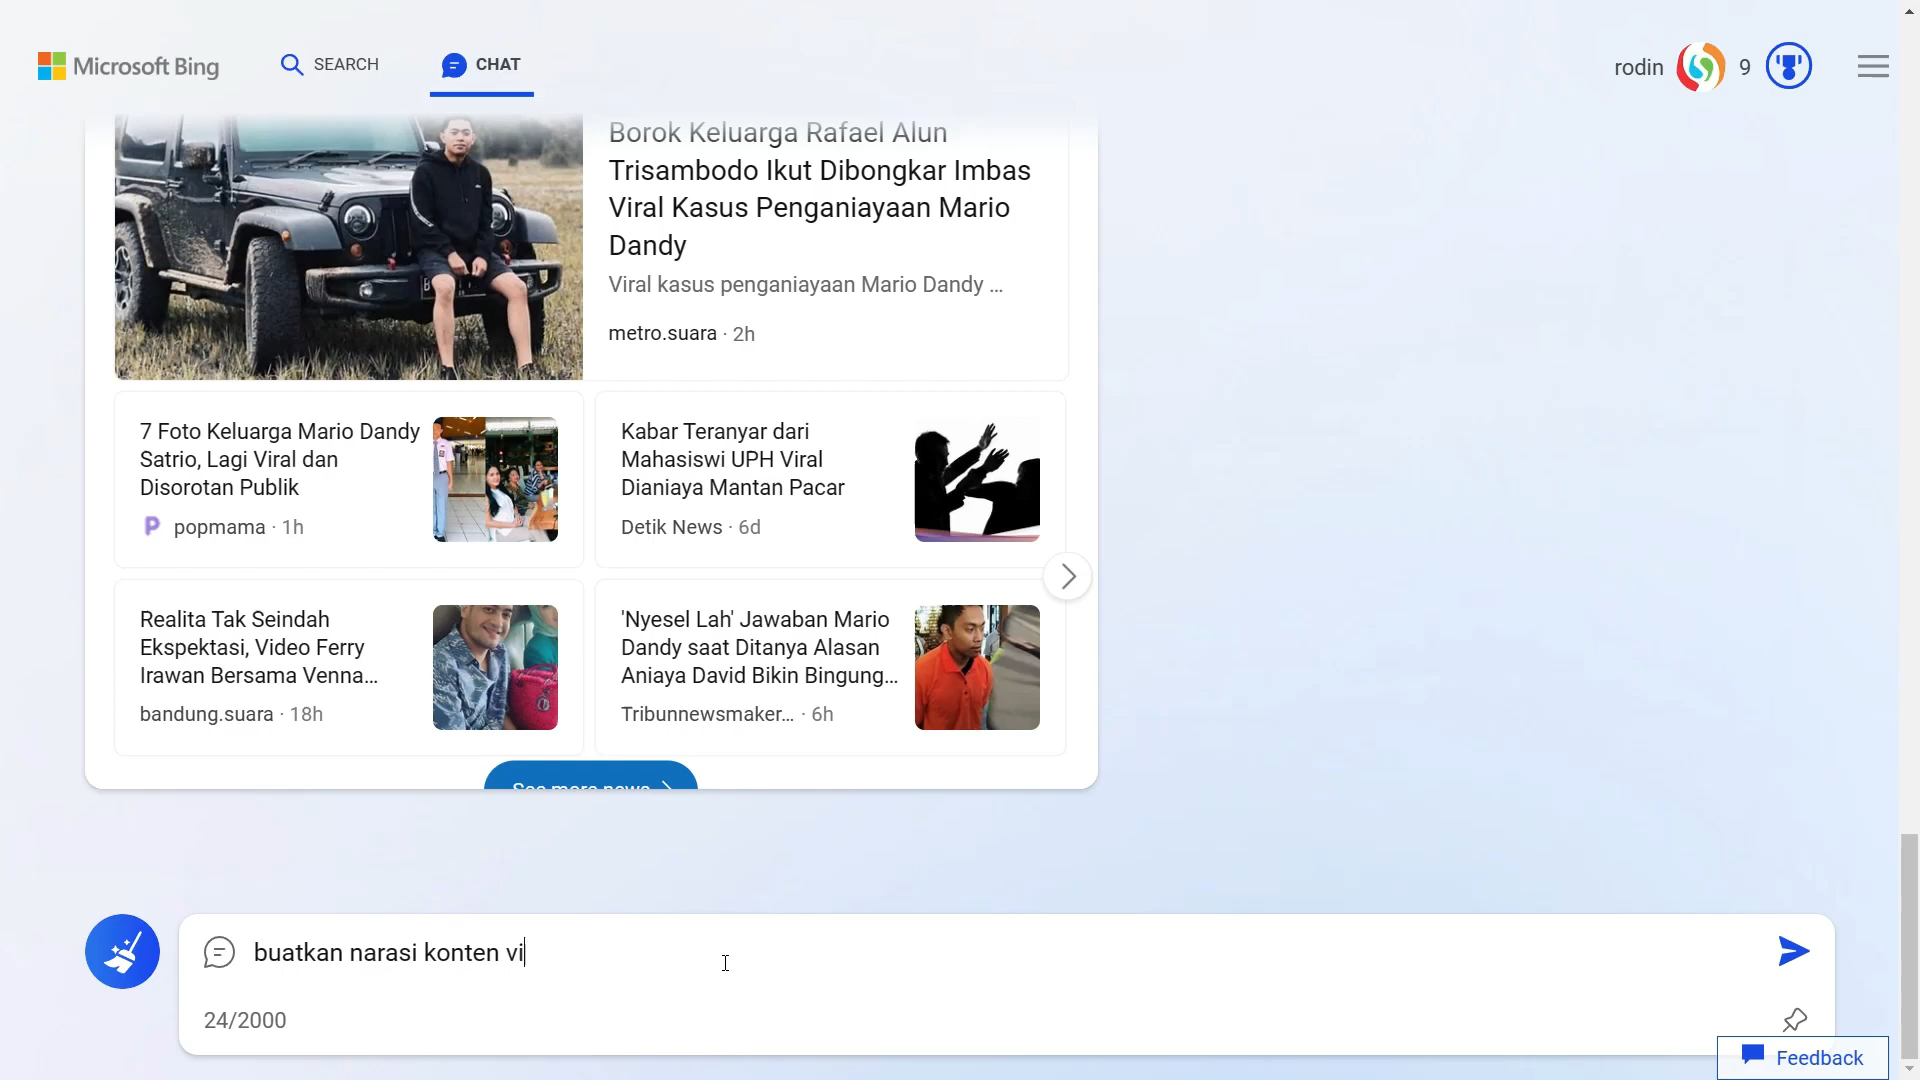 Microsoft Bing
SEARCH
CHAT
rodin
9
Borok Keluarga Rafael Alun
Trisambodo Ikut Dibongkar Imbas
Viral Kasus Penganiayaan Mario
Dandy
Viral kasus penganiayaan Mario Dandy ...
metro.suara · 2h
7 Foto Keluarga Mario Dandy
Satrio, Lagi Viral dan
Disorotan Publik
popmama · 1h
Kabar Teranyar dari
Mahasiswi UPH Viral
Dianiaya Mantan Pacar
Detik News · 6d
Realita Tak Seindah
Ekspektasi, Video Ferry
Irawan Bersama Venna...
bandung.suara · 18h
'Nyesel Lah' Jawaban Mario
Dandy saat Ditanya Alasan
Aniaya David Bikin Bingung...
Tribunnewsmaker... · 6h
See more news
buatkan narasi konten vi
24/2000
Feedback